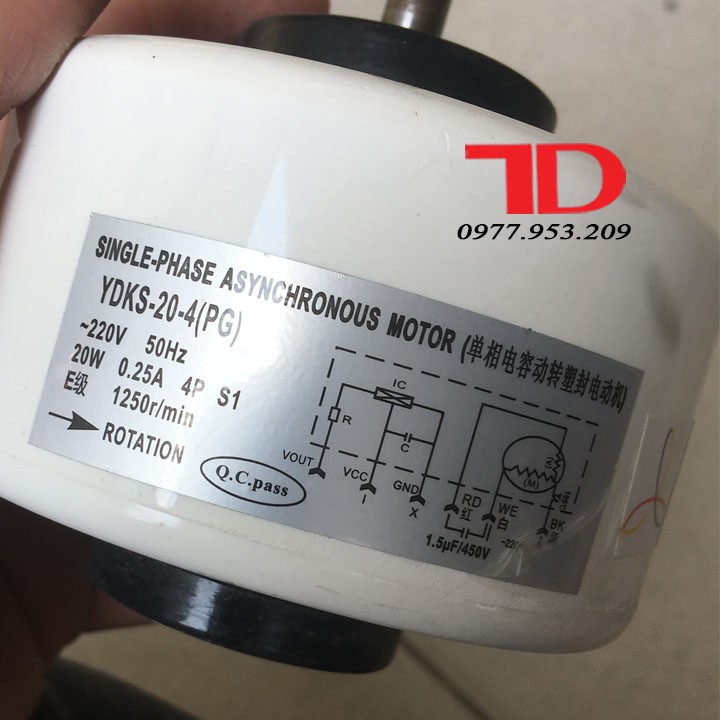 TD
0977.953.209
SINGLE-PHASE ASYNCHRONOUS MOTOR (单相电容动转塑封电动机)
YDKS-20-4(PG)
~220V 50Hz
20W 0.25A 4P S1
E级 1250r/min
ROTATION
Q.C.pass
IC
R
C
VOUT
VCC
GND
X
(M)
RD
红
WE
白
BK
1.5μF/450V